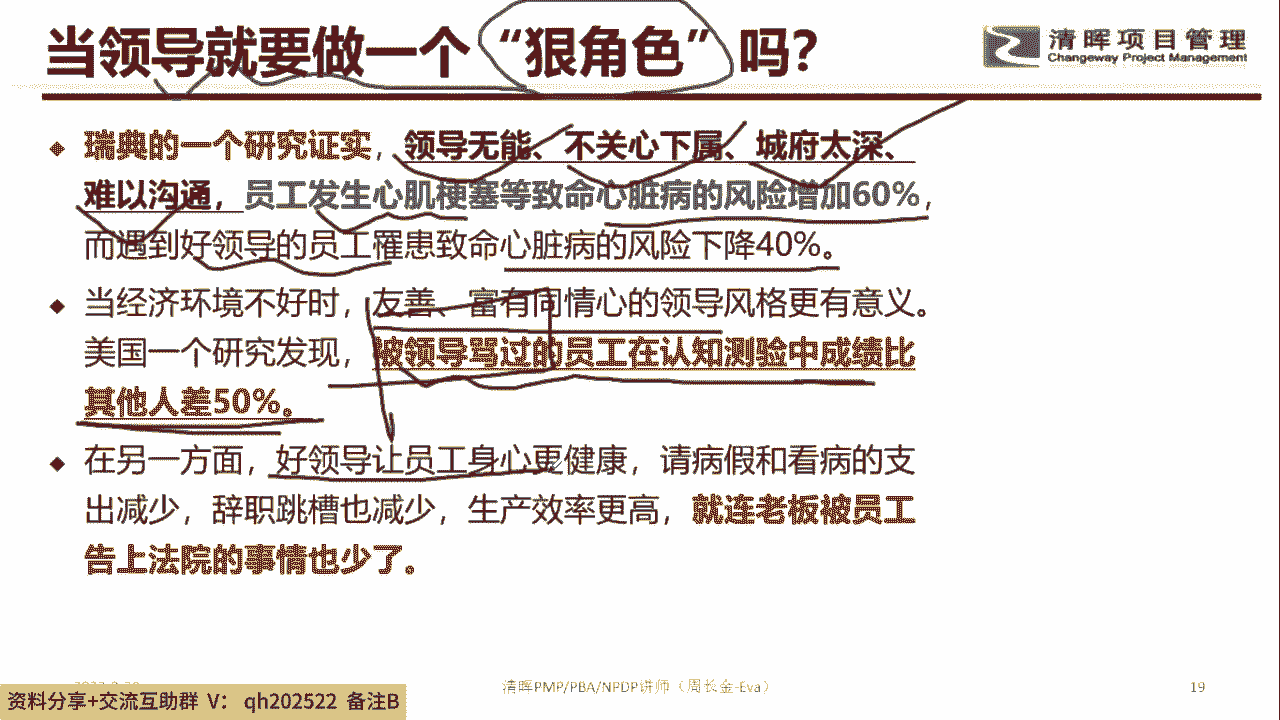 当领导就要做一个“狠角色”吗？
清晖项目管理
Changeway Project Management
瑞典的一个研究证实，领导无能、不关心下属、城府太深、
难以沟通，员工发生心肌梗塞等致命心脏病的风险增加60%，
而遇到好领导的员工罹患致命心脏病的风险下降40%。
当经济环境不好时，友善、富有同情心的领导风格更有意义。
美国一个研究发现，被领导骂过的员工在认知测验中成绩比
其他人差50%。
在另一方面，好领导让员工身心更健康，请病假和看病的支
出减少，辞职跳槽也减少，生产效率更高，就连老板被员工
告上法院的事情也少了。
资料分享+交流互助群 V： qh202522 备注B
清晖PMP/PBA/NPDP讲师（周长金-Eva）
19